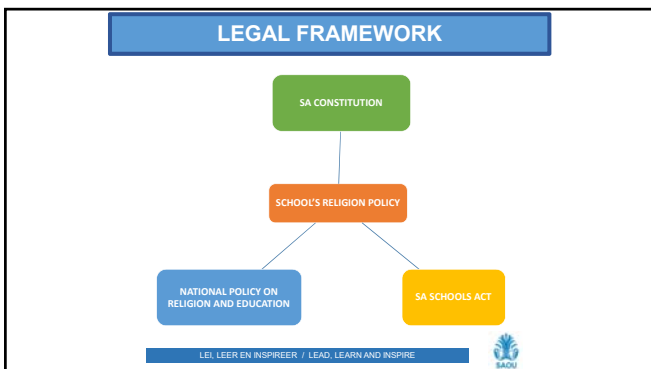 LEGAL FRAMEWORK
SA CONSTITUTION
SCHOOL'S RELIGION POLICY
NATIONAL POLICY ON
RELIGION AND EDUCATION
SA SCHOOLS ACT
LEI, LEER EN INSPIREER / LEAD, LEARN AND INSPIRE
SAOU